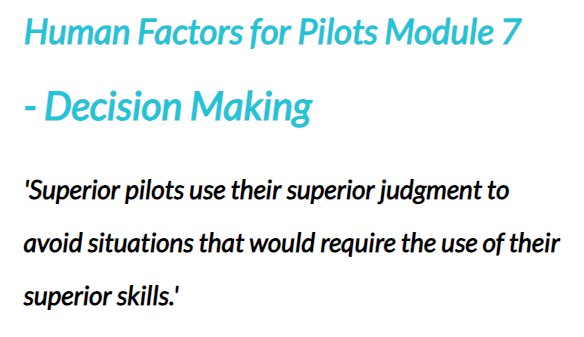 Human Factors for Pilots Module 7
- Decision Making
'Superior pilots use their superior judgment to
avoid situations that would require the use of their
superior skills.'